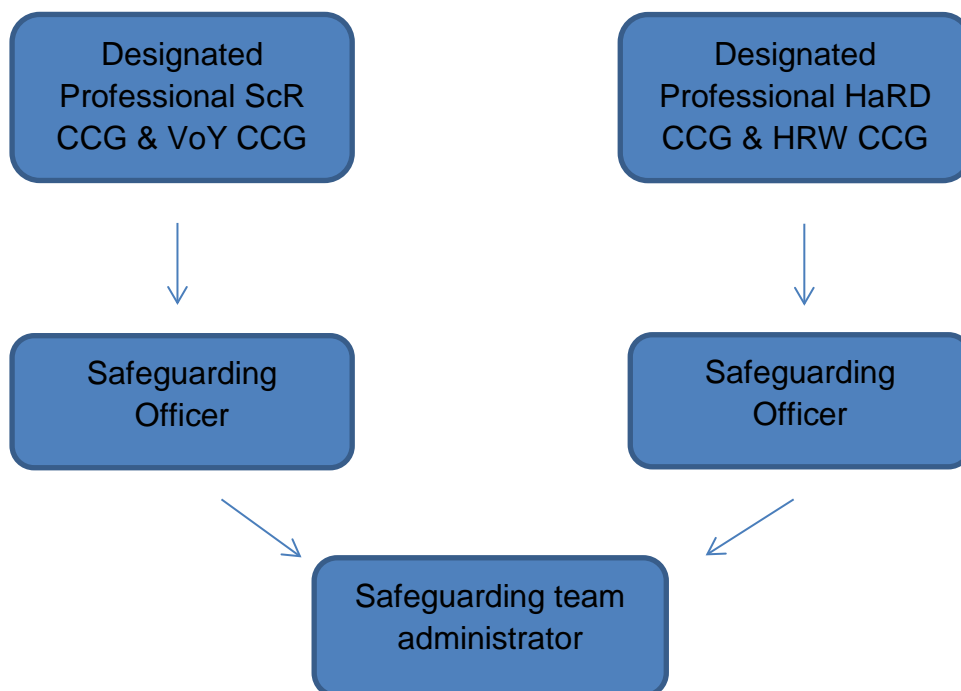 Designated
Professional ScR
CCG & VoY CCG
Designated
Professional HaRD
CCG & HRW CCG
Safeguarding
Officer
Safeguarding
Officer
Safeguarding team
administrator